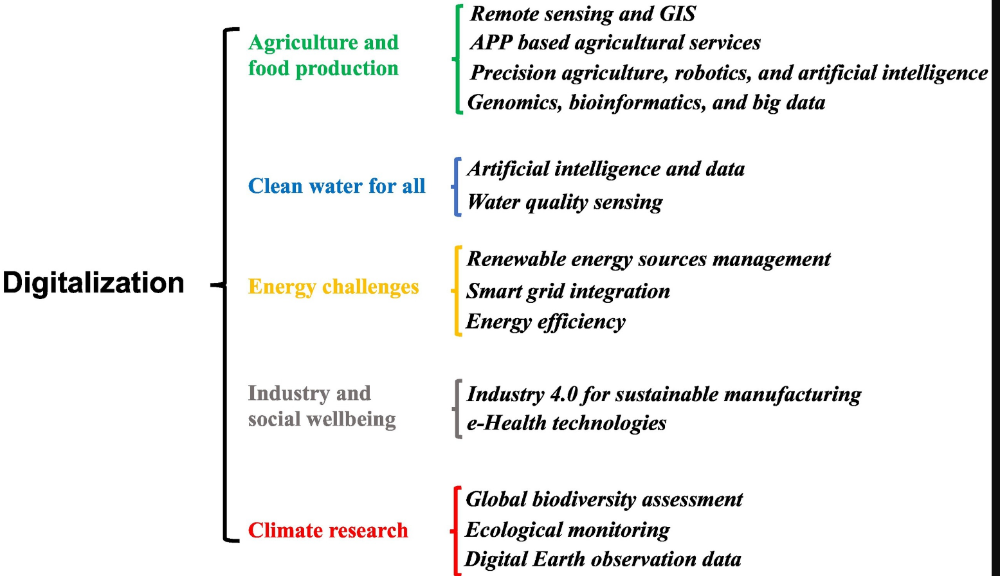 Digitalization
Agriculture and
food production
Remote sensing and GIS
APP based agricultural services
Precision agriculture, robotics, and artificial intelligence
Genomics, bioinformatics, and big data
Clean water for all
Artificial intelligence and data
Water quality sensing
Energy challenges
Renewable energy sources management
Smart grid integration
Energy efficiency
Industry and
social wellbeing
Industry 4.0 for sustainable manufacturing
e-Health technologies
Climate research
Global biodiversity assessment
Ecological monitoring
Digital Earth observation data